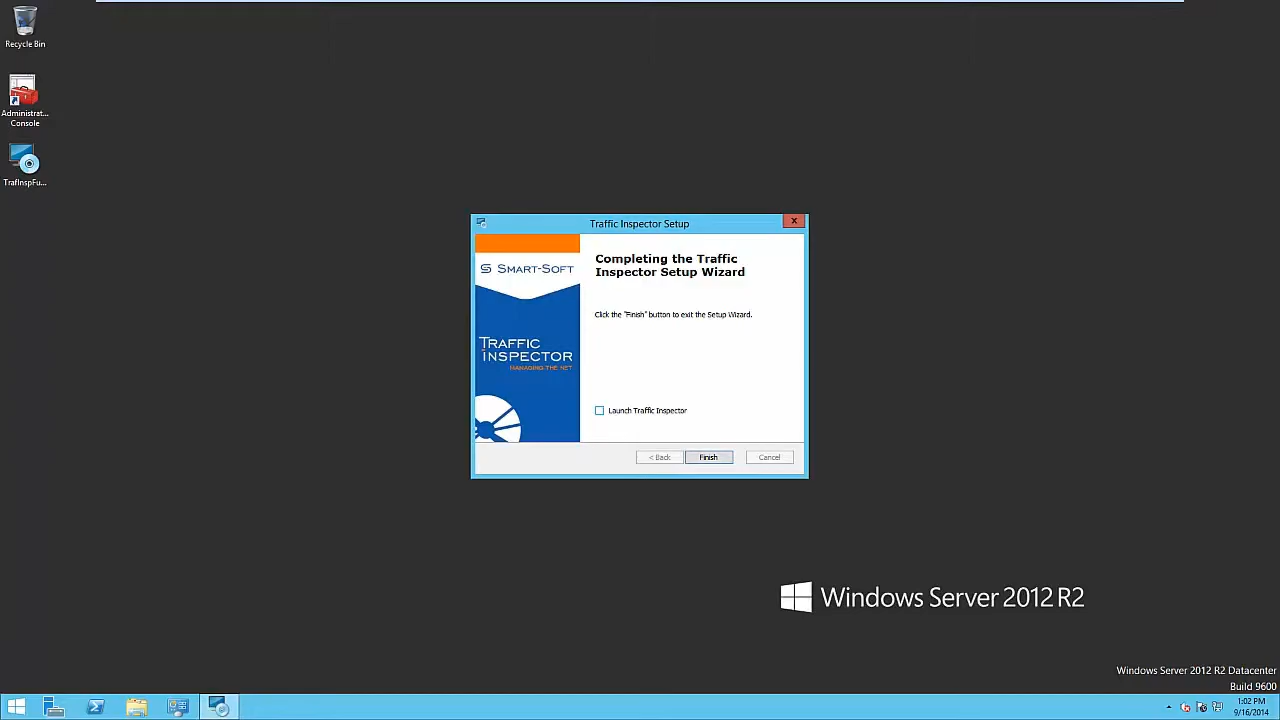 Recycle Bin
Administrat...
Console
TrafInspFu...
Traffic Inspector Setup
x
SMART-SOFT
TRAFFIC
INSPECTOR
MANAGING THE NET
Completing the Traffic
Inspector Setup Wizard
Click the "Finish" button to exit the Setup Wizard.
Launch Traffic Inspector
< Back
Finish
Cancel
Windows Server 2012 R2
Windows Server 2012 R2 Datacenter
Build 9600
1:02 PM
9/16/2014